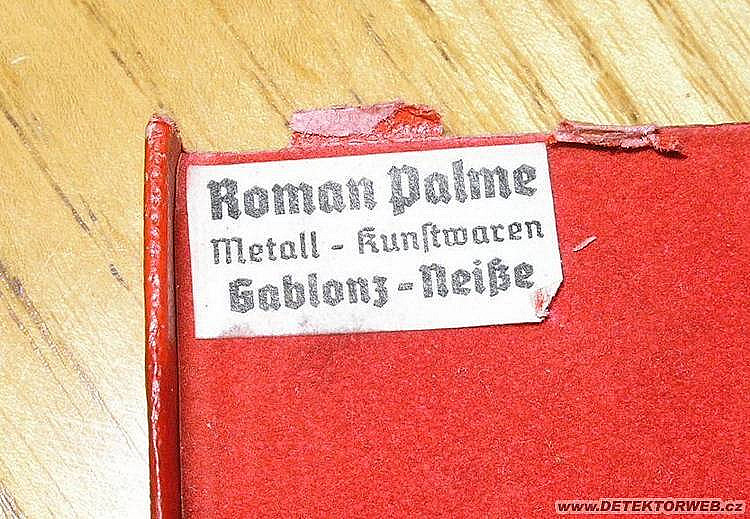 Roman Palme
Metall - Kunstwaren
Gablonz - Neiße
www.DETEKTORWEB.cz